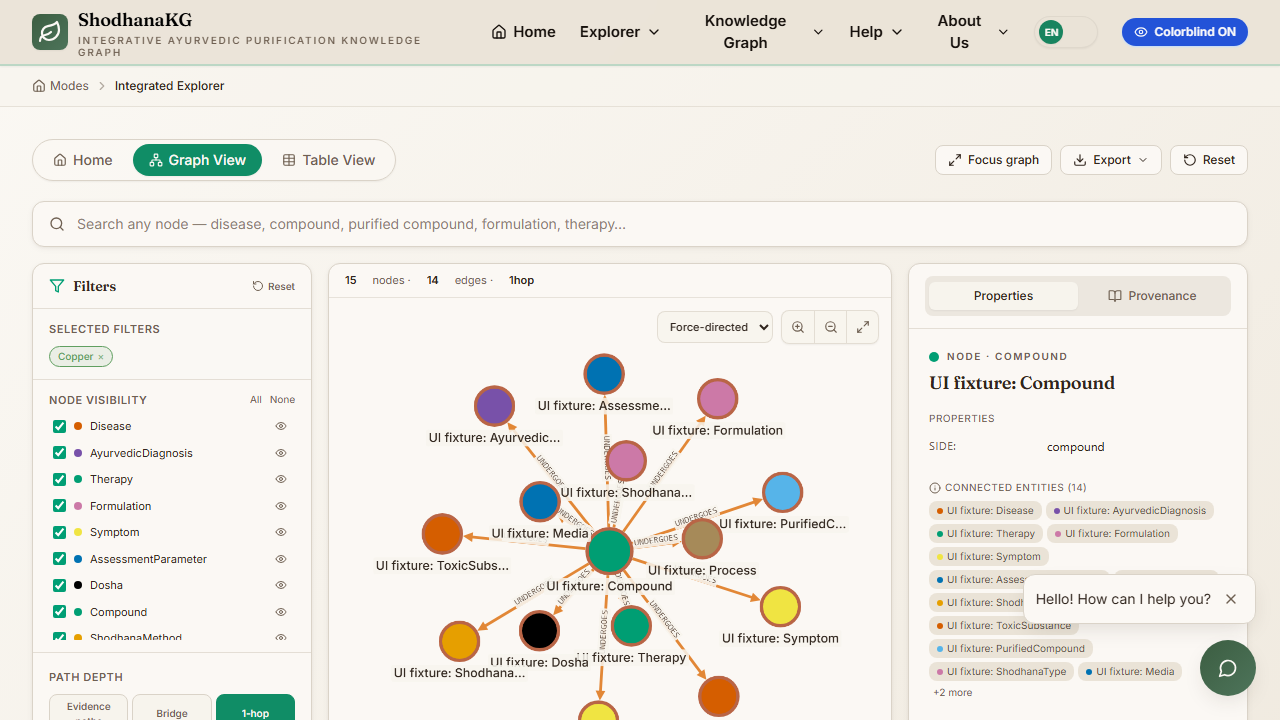 ShodhanaKG
INTEGRATIVE AYURVEDIC PURIFICATION KNOWLEDGE
GRAPH
Home
Explorer
Knowledge
Graph
Help
About
Us
EN
Colorblind ON
Modes
Integrated Explorer
Home
Graph View
Table View
Focus graph
Export
Reset
Search any node — disease, compound, purified compound, formulation, therapy...
Filters
Reset
SELECTED FILTERS
Copper ×
NODE VISIBILITY
All None
Disease
AyurvedicDiagnosis
Therapy
Formulation
Symptom
AssessmentParameter
Dosha
Compound
ShodhanaMethod
PATH DEPTH
Evidence
paths
Bridge
1-hop
15 nodes · 14 edges · 1hop
Force-directed
UI fixture: Assessme...
UI fixture: Formulation
UI fixture: Ayurvedic...
UI fixture: Shodhana...
UI fixture: PurifiedC...
UI fixture: Media
UI fixture: ToxicSubs...
UI fixture: Process
UI fixture: Compound
UI fixture: Symptom
UI fixture: Dosha
UI fixture: Therapy
UI fixture: Shodhana...
UNDERGOES
UNDERGOES
UNDERGOES
UNDERGOES
UNDERGOES
Properties
Provenance
NODE · COMPOUND
UI fixture: Compound
PROPERTIES
SIDE: compound
CONNECTED ENTITIES (14)
UI fixture: Disease
UI fixture: AyurvedicDiagnosis
UI fixture: Therapy
UI fixture: Formulation
UI fixture: Symptom
UI fixture:
UI fixture:
UI fixture: ToxicSubstance
UI fixture: PurifiedCompound
UI fixture: ShodhanaType
UI fixture: Media
+2 more
Hello! How can I help you?